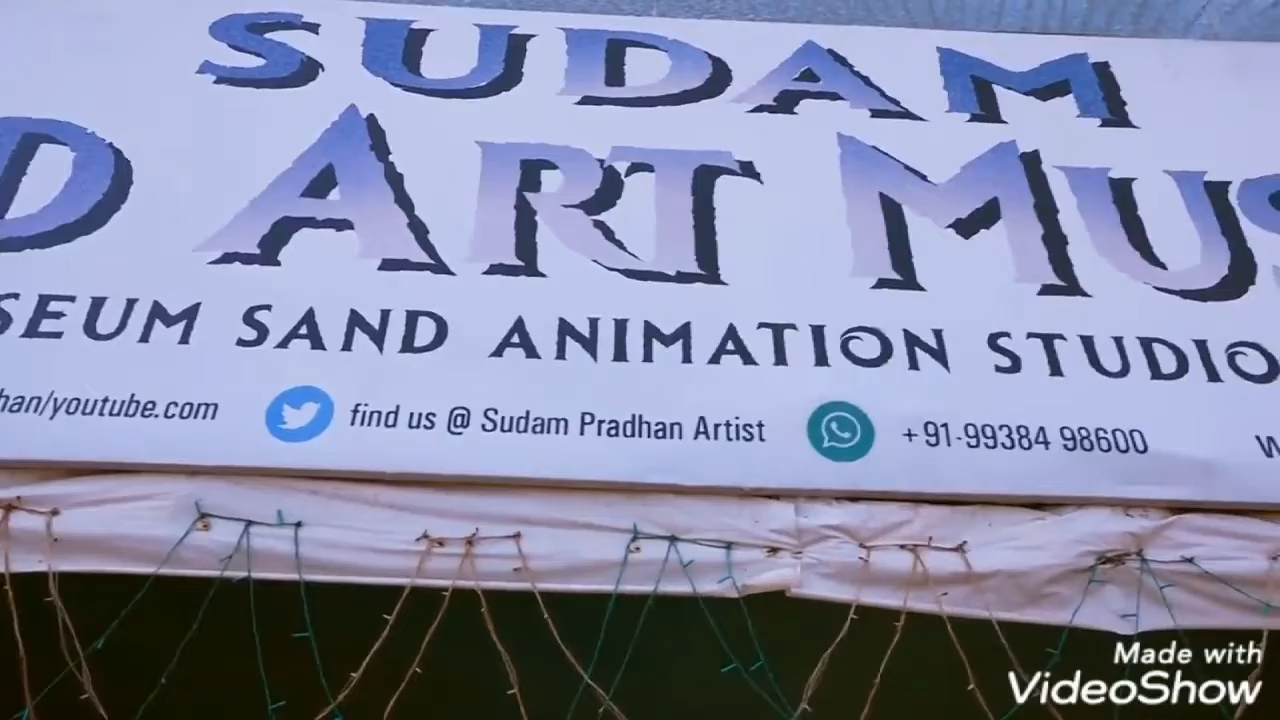 SUDAM
D ART MUS
SEUM SAND ANIMATION STUDIO
han/youtube.com find us @ Sudam Pradhan Artist +91-99384 98600 W
Made with
VideoShow